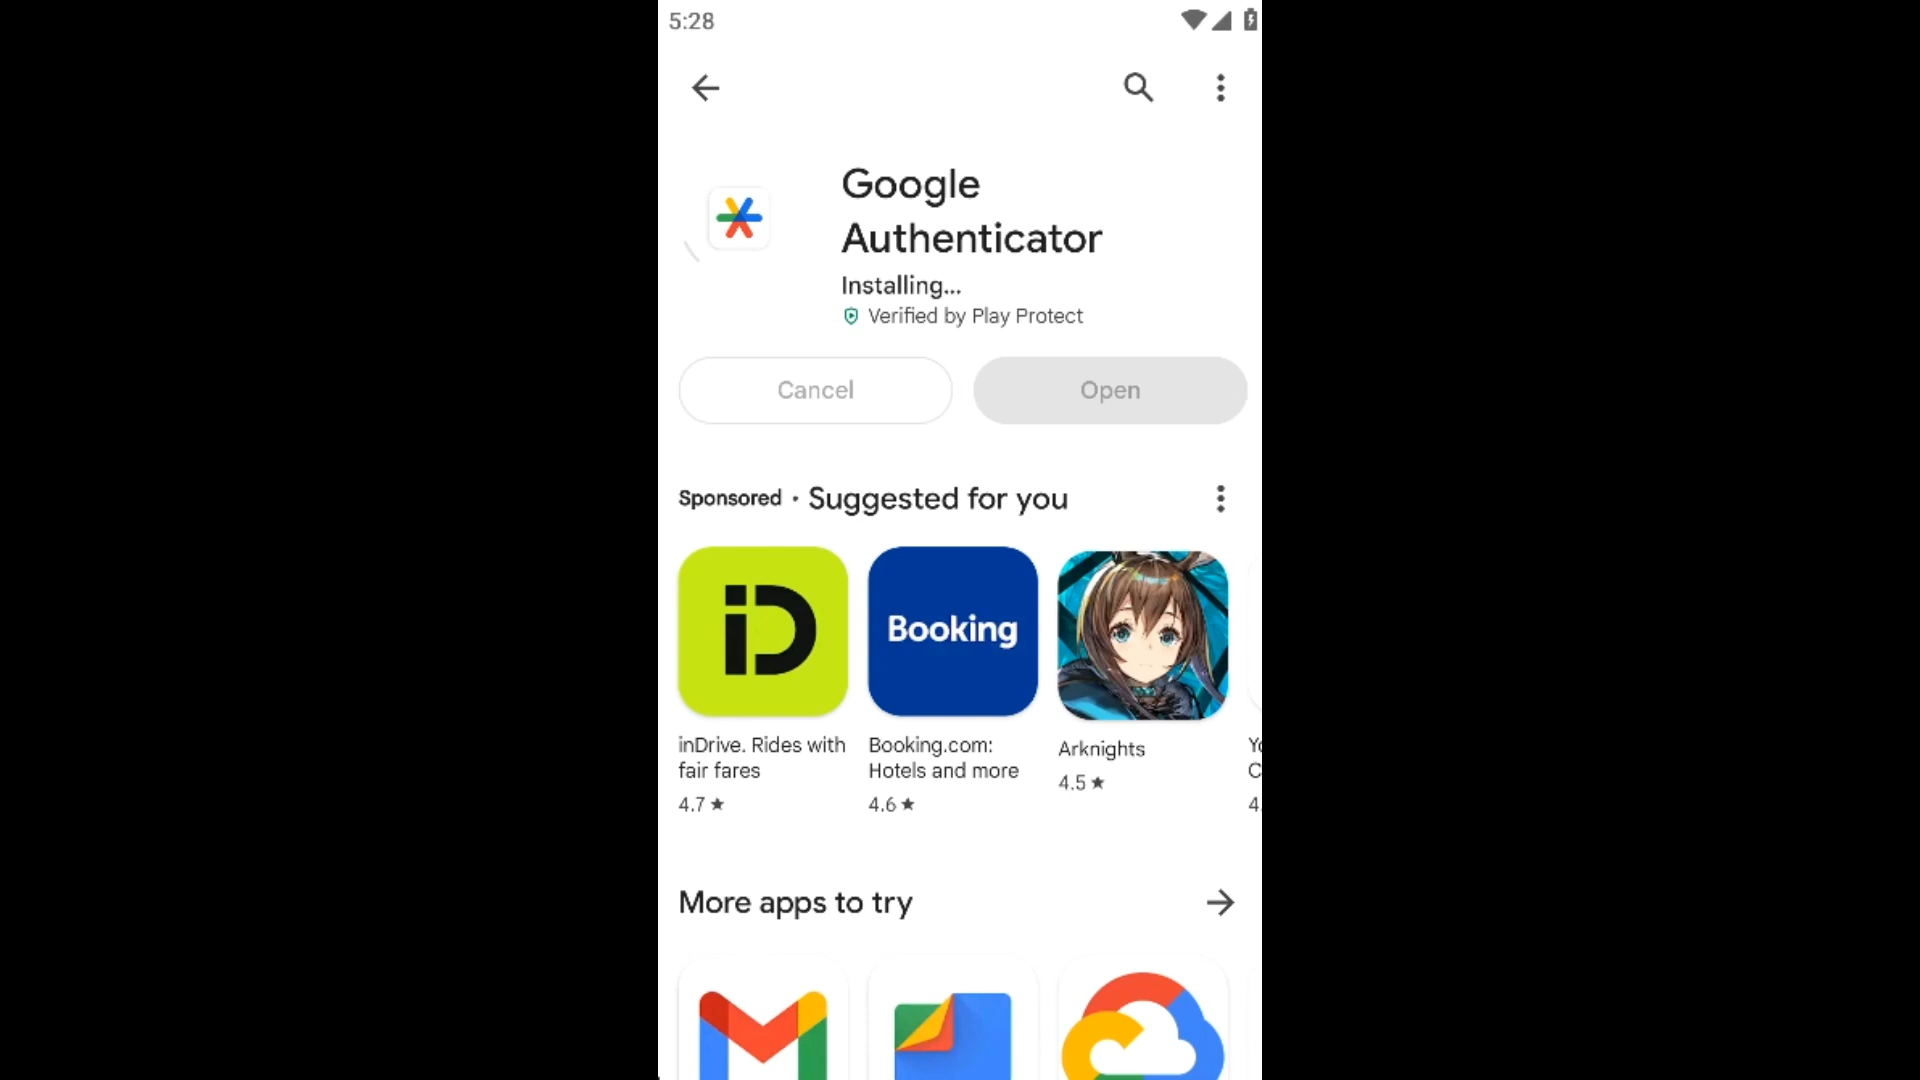 5:28
Google
Authenticator
Installing...
Verified by Play Protect
Cancel
Open
Sponsored • Suggested for you
iD
Booking
inDrive. Rides with
fair fares
4.7 ★
Booking.com:
Hotels and more
4.6 ★
Arknights
4.5 ★
4.
More apps to try